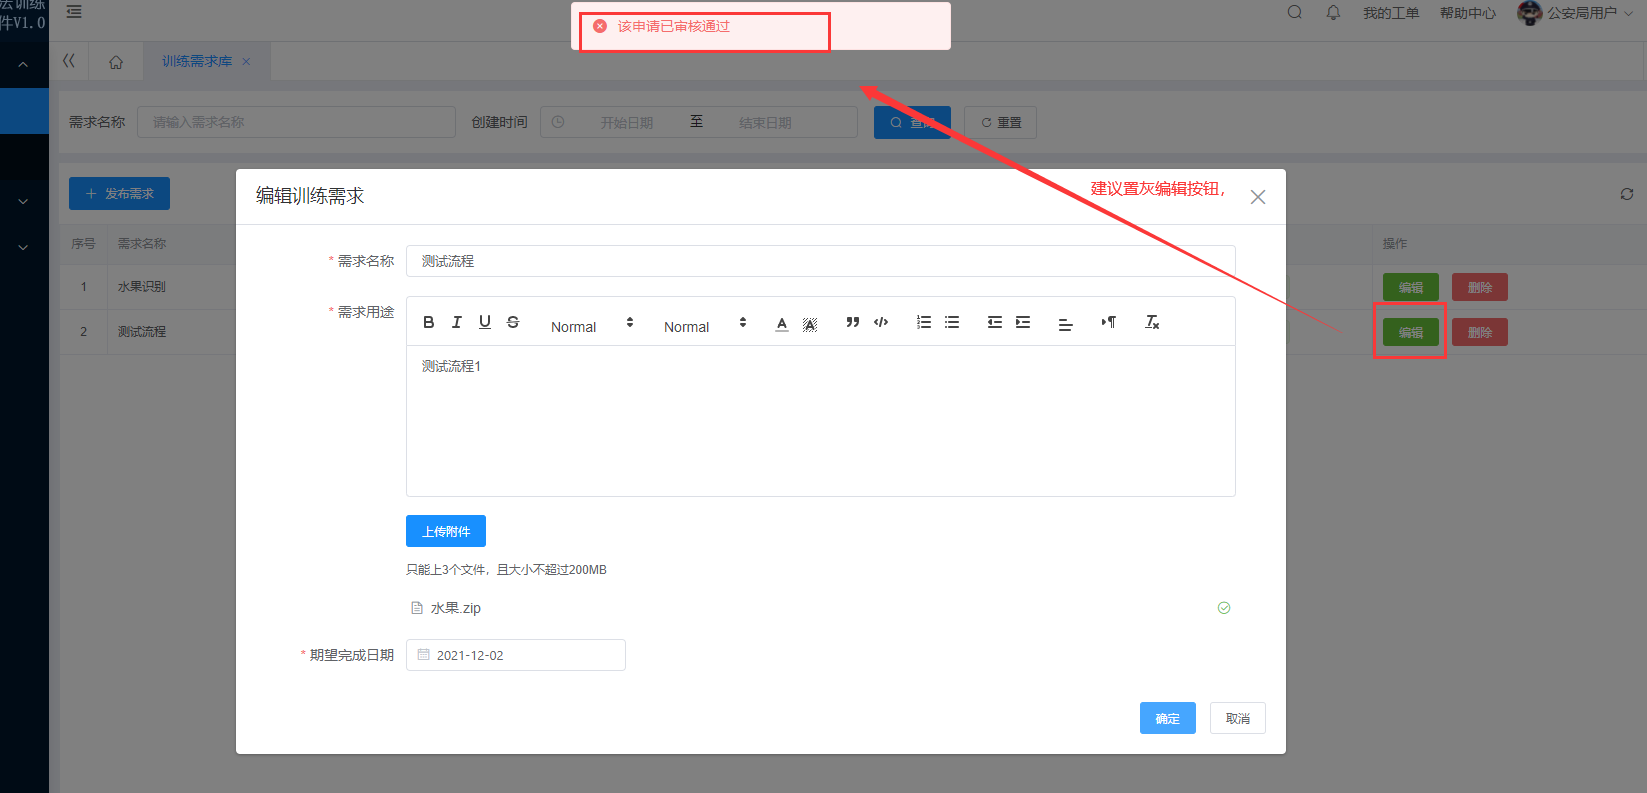 法训练
件V1.0
该申请已审核通过
我的工单
帮助中心
公安局用户
训练需求库
需求名称
请输入需求名称
创建时间
开始日期
至
结束日期
重置
发布需求
编辑训练需求
建议置灰编辑按钮,
序号
需求名称
操作
1
水果识别
编辑
删除
2
测试流程
编辑
删除
* 需求名称
测试流程
* 需求用途
Normal
Normal
测试流程1
上传附件
只能上3个文件，且大小不超过200MB
水果.zip
* 期望完成日期
2021-12-02
确定
取消